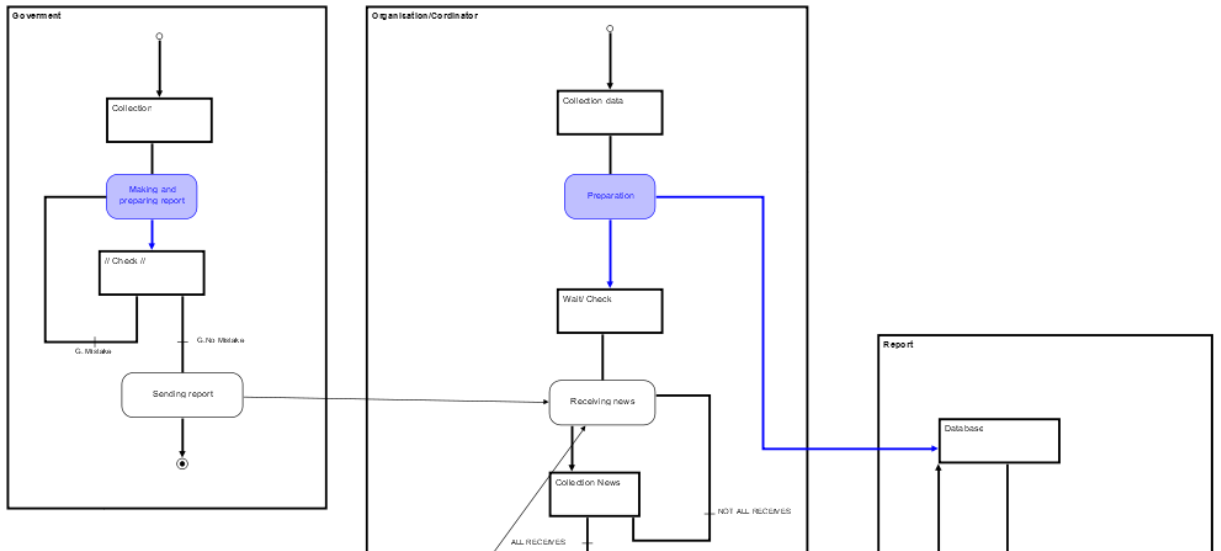 Goverment
Collection
Making and
preparing report
// Check //
G. Mistake
G.No Mistake
Sending report
Organisation/Cordinator
Collection data
Preparation
Wait/ Check
Receiving news
Collection News
NOT ALL RECEIVES
ALL RECEIVES
Report
Database